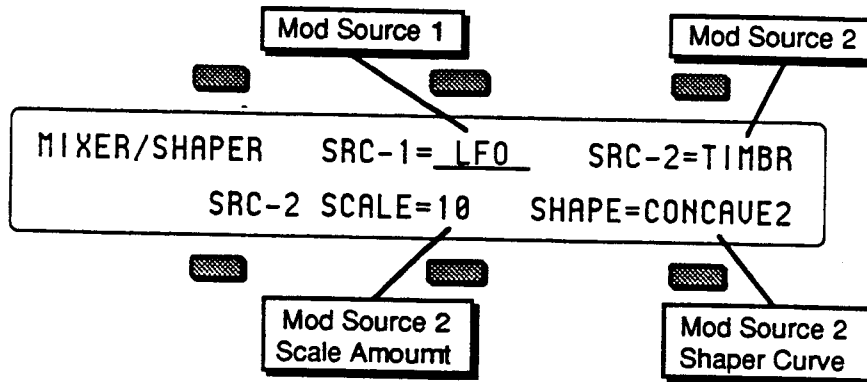 Mod Source 1
Mod Source 2
MIXER/SHAPER SRC-1= LFO SRC-2=TIMBR
SRC-2 SCALE=10 SHAPE=CONCAVE2
Mod Source 2
Scale Amoumt
Mod Source 2
Shaper Curve